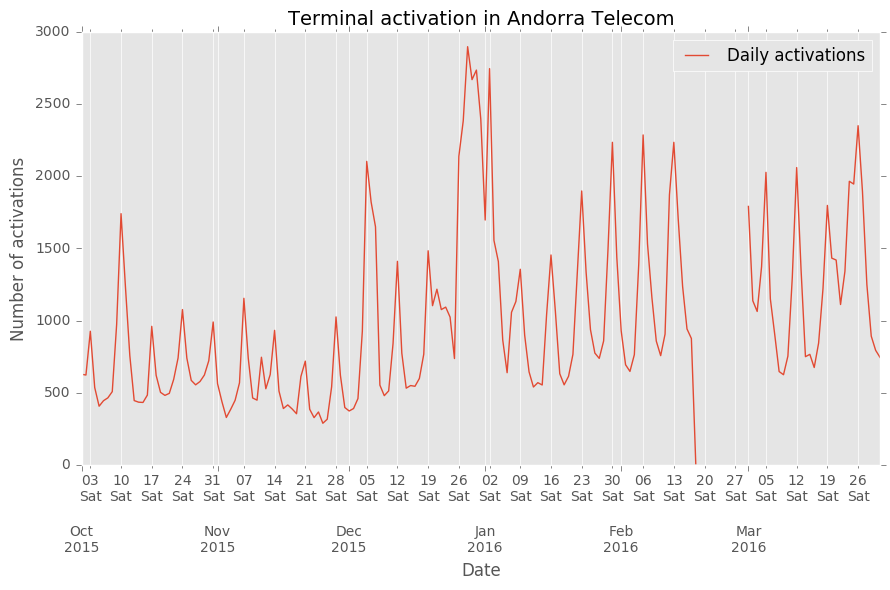 Terminal activation in Andorra Telecom
Daily activations
Number of activations
3000
2500
2000
1500
1000
500
0
03 10 17 24 31 07 14 21 28 05 12 19 26 02 09 16 23 30 06 13 20 27 05 12 19 26
Sat Sat Sat Sat Sat Sat Sat Sat Sat Sat Sat Sat Sat Sat Sat Sat Sat Sat Sat Sat Sat Sat Sat Sat Sat Sat
Oct Nov Dec Jan Feb Mar
2015 2015 2015 2016 2016 2016
Date